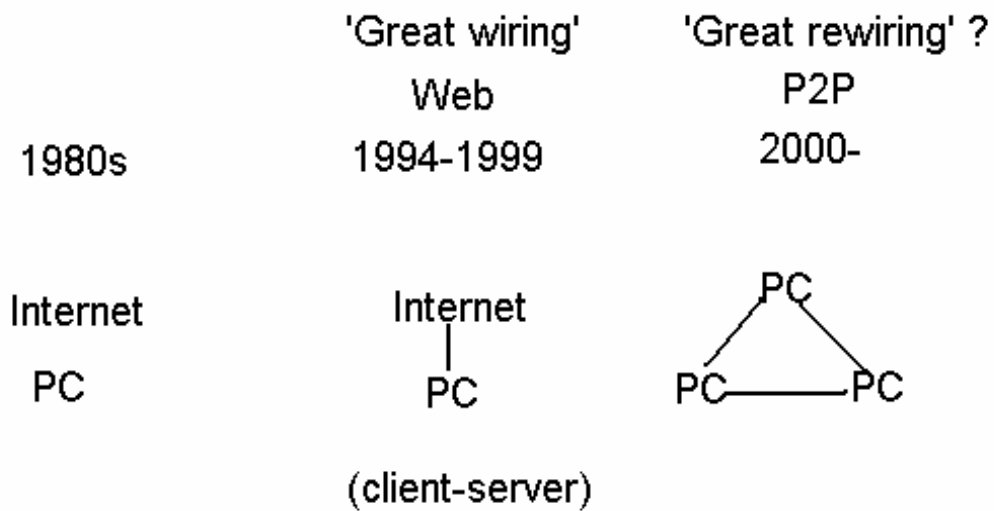 'Great wiring' 'Great rewiring' ?
Web P2P
1980s 1994-1999 2000-
PC
Internet Internet
PC PC PC PC
(client-server)